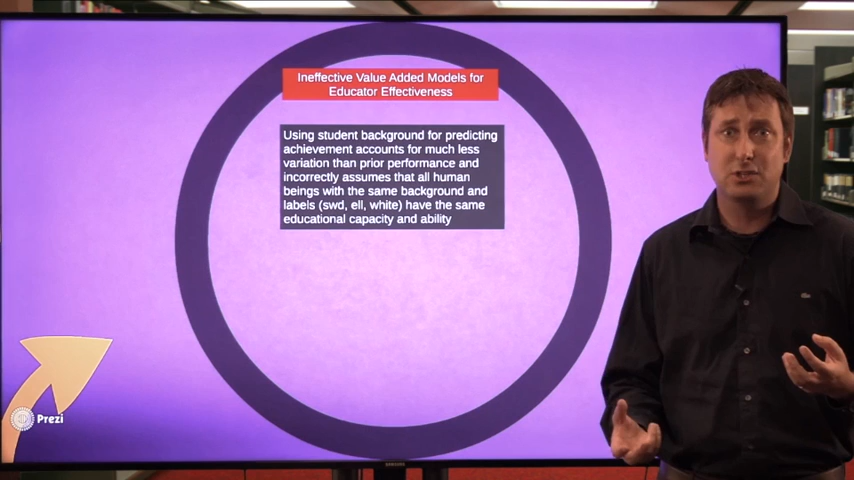 Ineffective Value Added Models for
Educator Effectiveness
Using student background for predicting
achievement accounts for much less
variation than prior performance and
incorrectly assumes that all human
beings with the same background and
labels (swd, ell, white) have the same
educational capacity and ability
Prezi
SAMSUNG